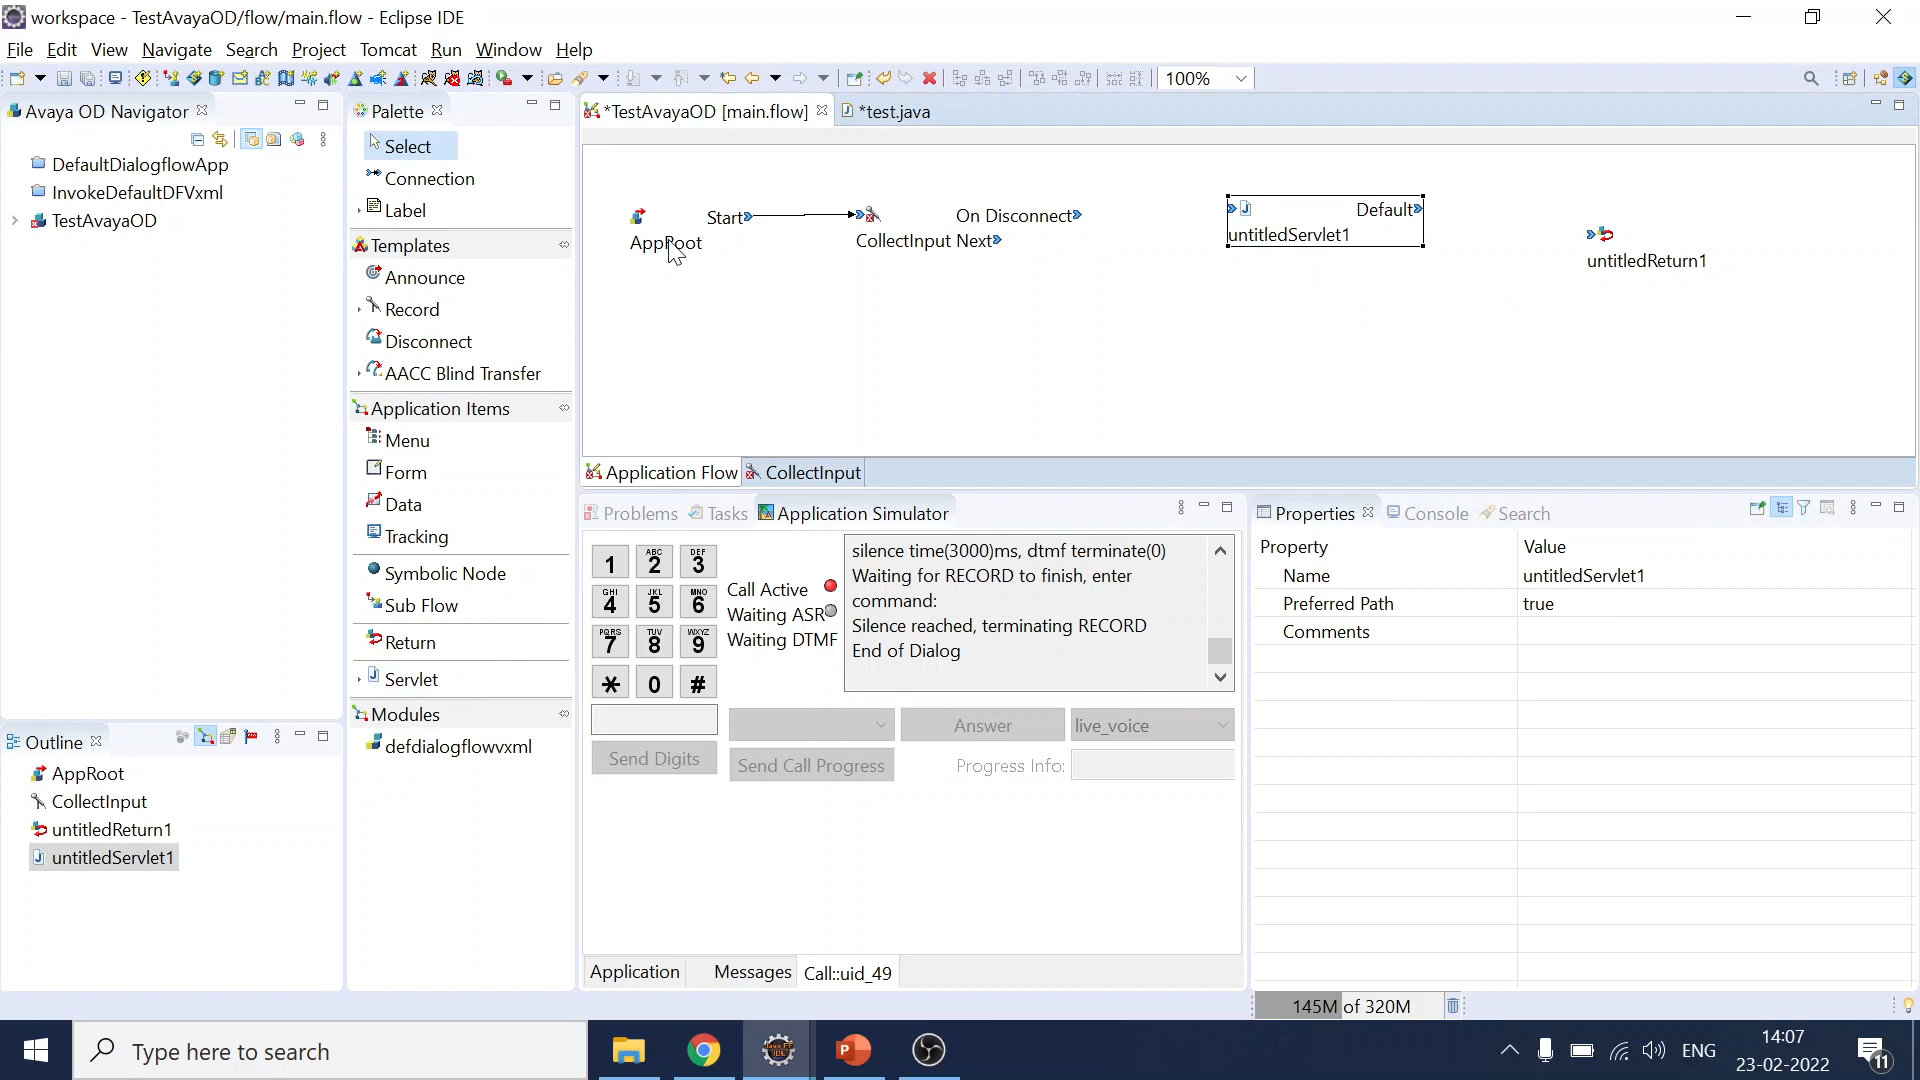 workspace - TestAvayaOD/flow/main.flow - Eclipse IDE
File Edit View Navigate Search Project Tomcat Run Window Help
100%
Avaya OD Navigator
DefaultDialogflowApp
InvokeDefaultDFVxml
TestAvayaOD
Palette
Select
Connection
Label
Templates
Announce
Record
Disconnect
AACC Blind Transfer
Application Items
Menu
Form
Data
Tracking
Symbolic Node
Sub Flow
Return
Servlet
Modules
defdialogflowvxml
*TestAvayaOD [main.flow]
*test.java
Start
AppRoot
On Disconnect
CollectInput Next
Default
untitledServlet1
untitledReturn1
Application Flow
CollectInput
Outline
AppRoot
CollectInput
untitledReturn1
untitledServlet1
Problems Tasks Application Simulator
1 ABC 2 DEF 3
GHI 4 JKL 5 MNO 6
PQRS 7 TUV 8 WXYZ 9
* 0 #
Call Active
Waiting ASR
Waiting DTMF
silence time(3000)ms, dtmf terminate(0)
Waiting for RECORD to finish, enter
command:
Silence reached, terminating RECORD
End of Dialog
Answer
live_voice
Send Digits
Send Call Progress
Progress Info:
Application Messages Call::uid_49
Properties Console Search
Property Value
Name untitledServlet1
Preferred Path true
Comments
145M of 320M
Type here to search
ENG
14:07
23-02-2022
11